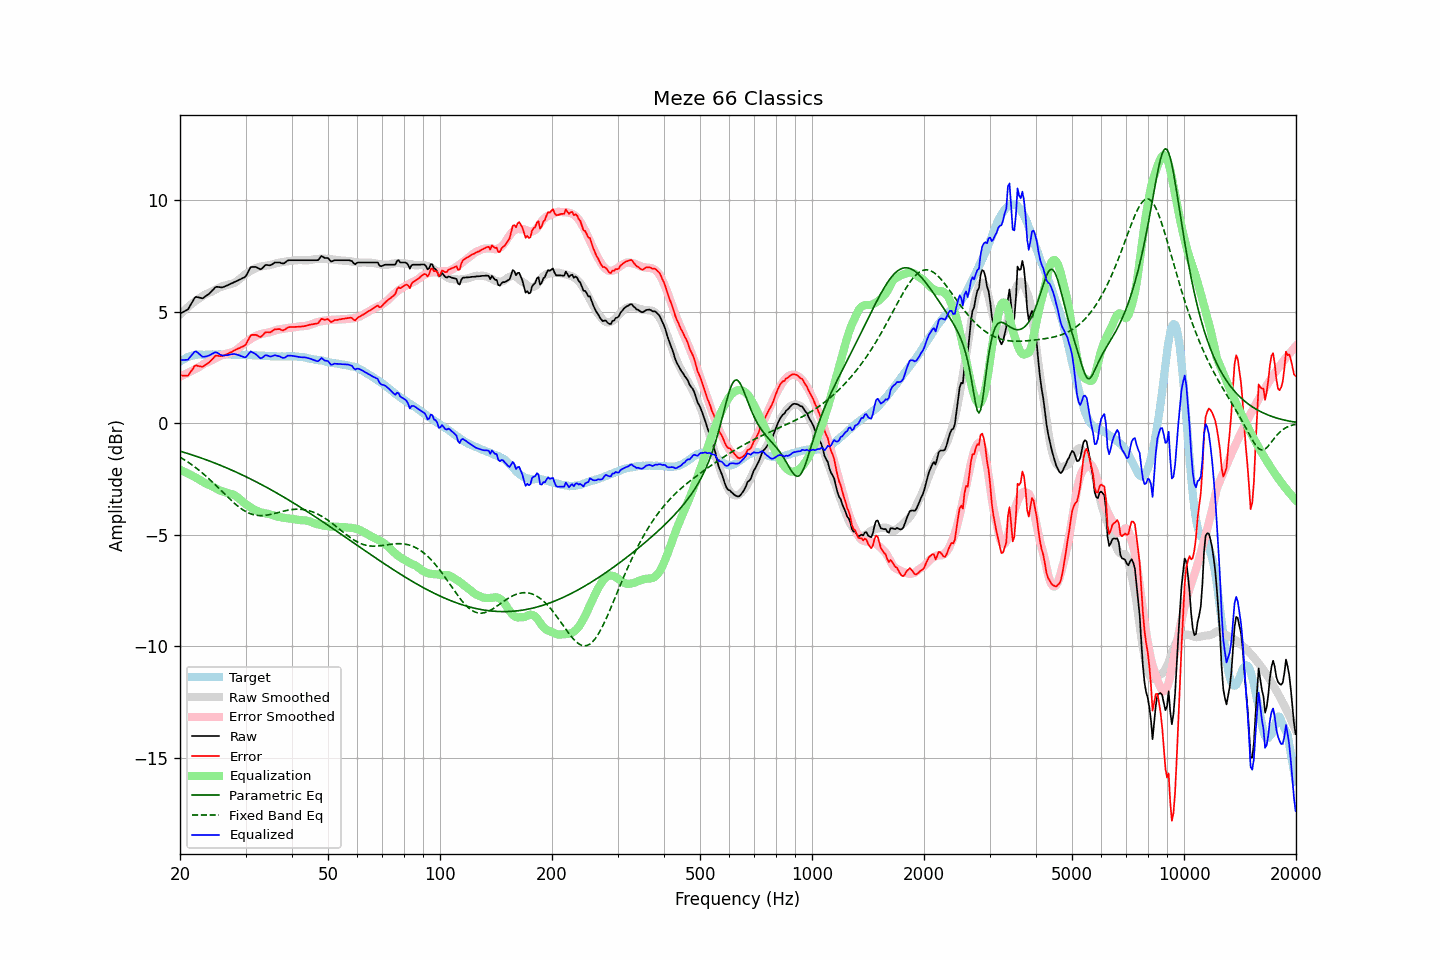 Meze 66 Classics
Amplitude (dBr)
10
5
0
−5
−10
−15
Target
Raw Smoothed
Error Smoothed
Raw
Error
Equalization
Parametric Eq
Fixed Band Eq
Equalized
20 50 100 200 500 1000 2000 5000 10000 20000
Frequency (Hz)